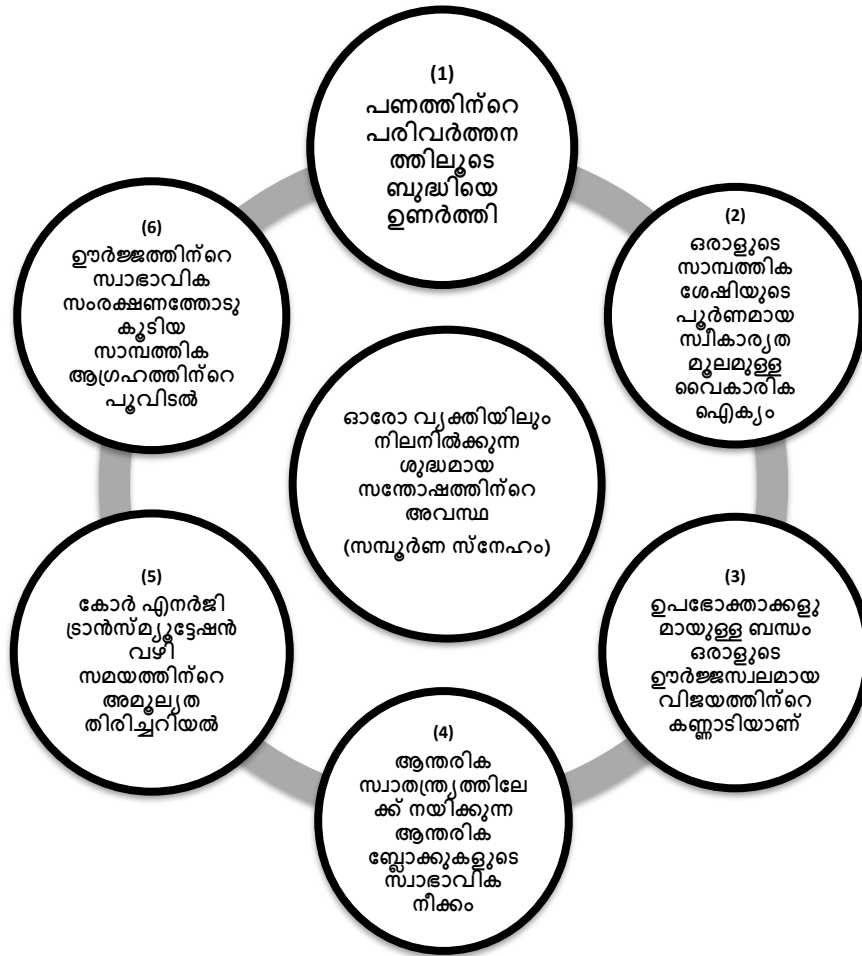 (1)
പണത്തിന്റെ
പരിവർത്തന
ത്തിലൂടെ
ബുദ്ധിയെ
ഉണർത്തി
(2)
ഒരാളുടെ
സാമ്പത്തിക
ശേഷിയുടെ
പൂർണമായ
സ്വീകാര്യത
മൂലമുള്ള
വൈകാരിക
ഐക്യം
(3)
ഉപഭോക്താക്കളു
മായുള്ള ബന്ധം
ഒരാളുടെ
ഊർജ്ജസ്വലമായ
വിജയത്തിന്റെ
കണ്ണാടിയാണ്
(4)
ആന്തരിക
സ്വാതന്ത്ര്യത്തിലേ
ക്ക് നയിക്കുന്ന
ആന്തരിക
ബ്ലോക്കുകളുടെ
സ്വാഭാവിക
നീക്കം
(5)
കോർ എനർജി
ട്രാൻസ്മ്യൂട്ടേഷൻ
വഴി
സമയത്തിന്റെ
അമൂല്യത
തിരിച്ചറിയൽ
(6)
ഊർജ്ജത്തിന്റെ
സ്വാഭാവിക
സംരക്ഷണത്തോടു
കൂടിയ
സാമ്പത്തിക
ആഗ്രഹത്തിന്റെ
പൂവിടൽ
ഓരോ വ്യക്തിയിലും
നിലനിൽക്കുന്ന
ശുദ്ധമായ
സന്തോഷത്തിന്റെ
അവസ്ഥ
(സമ്പൂർണ സ്നേഹം)